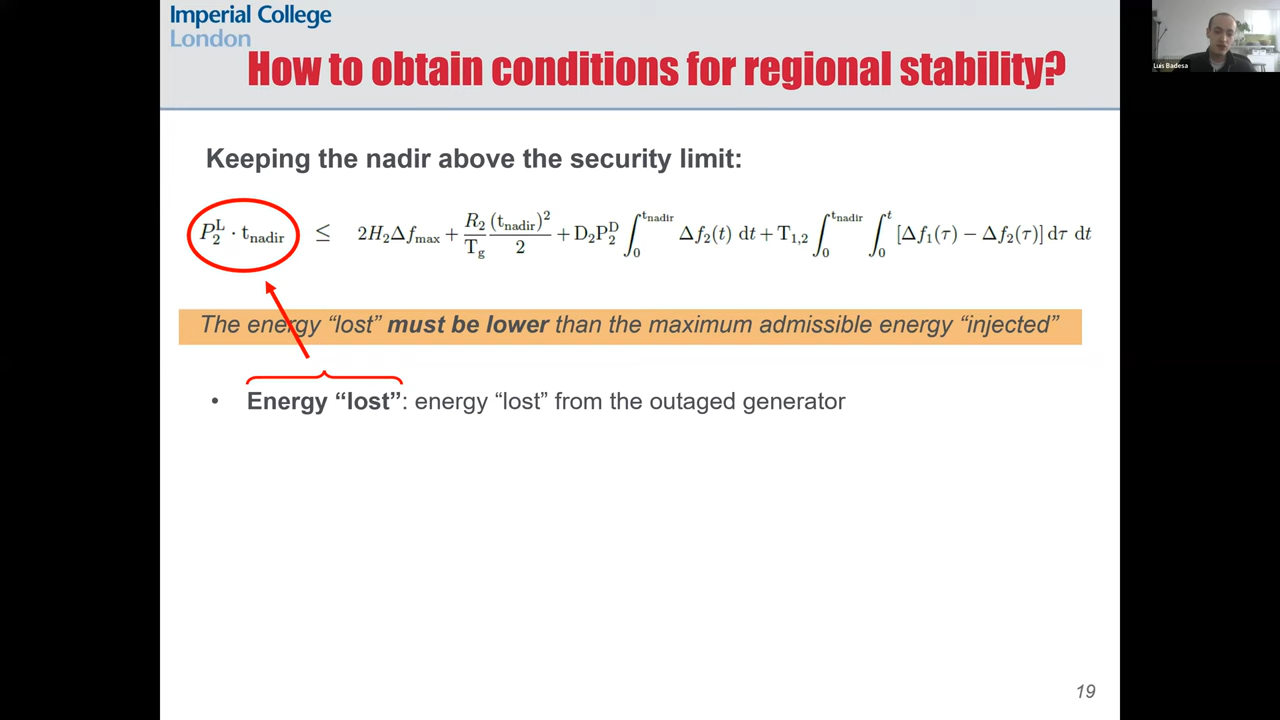 Imperial College
London
How to obtain conditions for regional stability?
Luis Badesa
Keeping the nadir above the security limit:
P₂ᴸ · t_nadir ≤ 2H₂Δf_max + R₂/T_g (t_nadir)²/2 + D₂P₂ᴰ ∫₀^{t_nadir} Δf₂(t) dt + T₁,₂ ∫₀^{t_nadir} ∫₀^t [Δf₁(τ) − Δf₂(τ)] dτ dt
The energy “lost” must be lower than the maximum admissible energy “injected”
• Energy “lost”: energy “lost” from the outaged generator
19